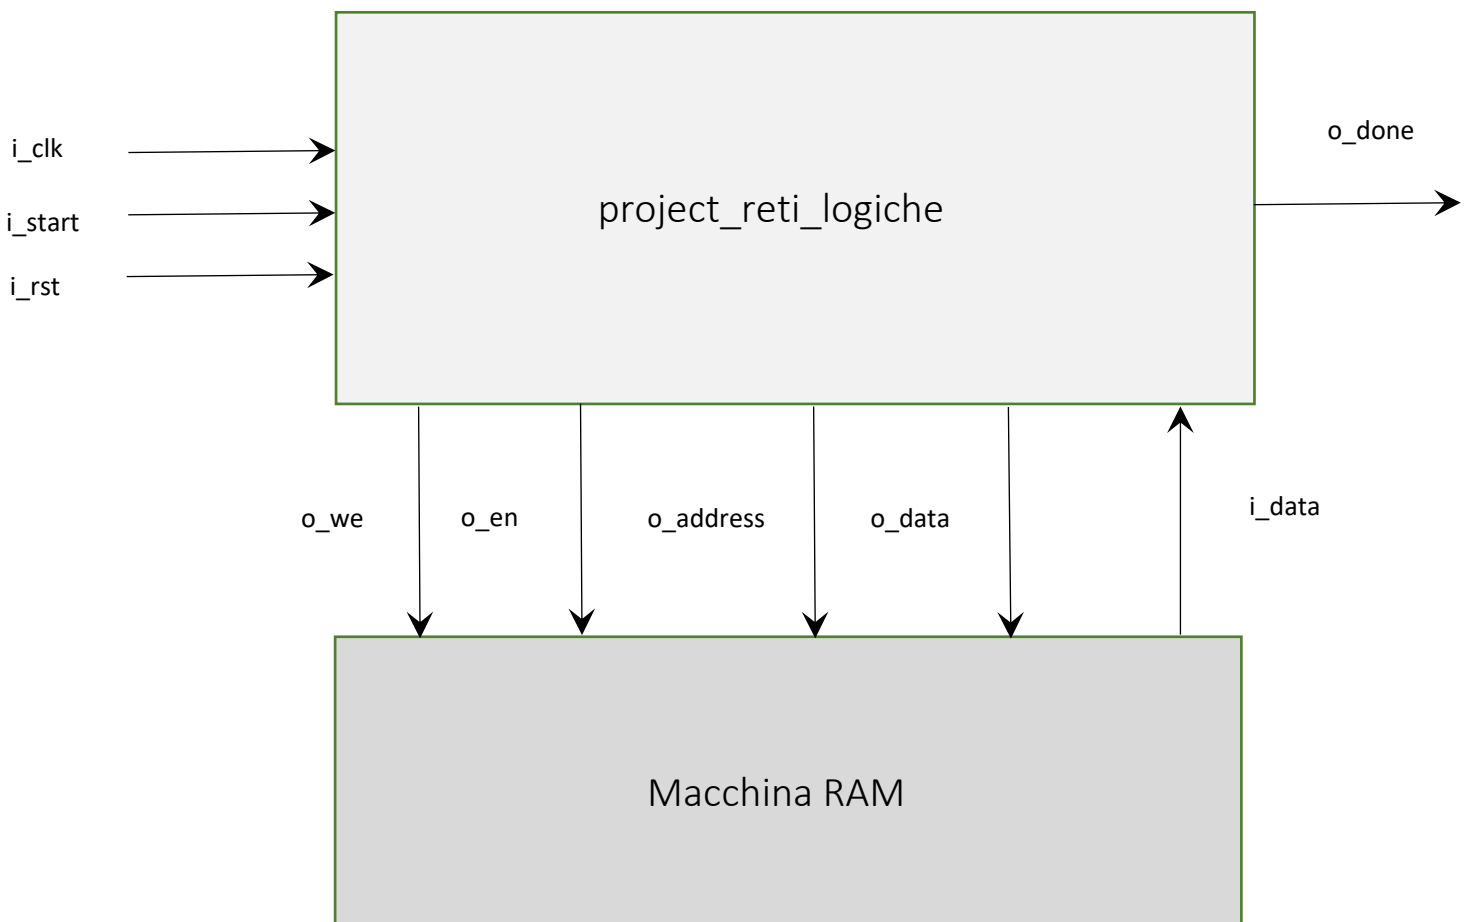 o_done
i_clk
project_reti_logiche
i_start
i_rst
i_data
o_we
o_en
o_address
o_data
Macchina RAM